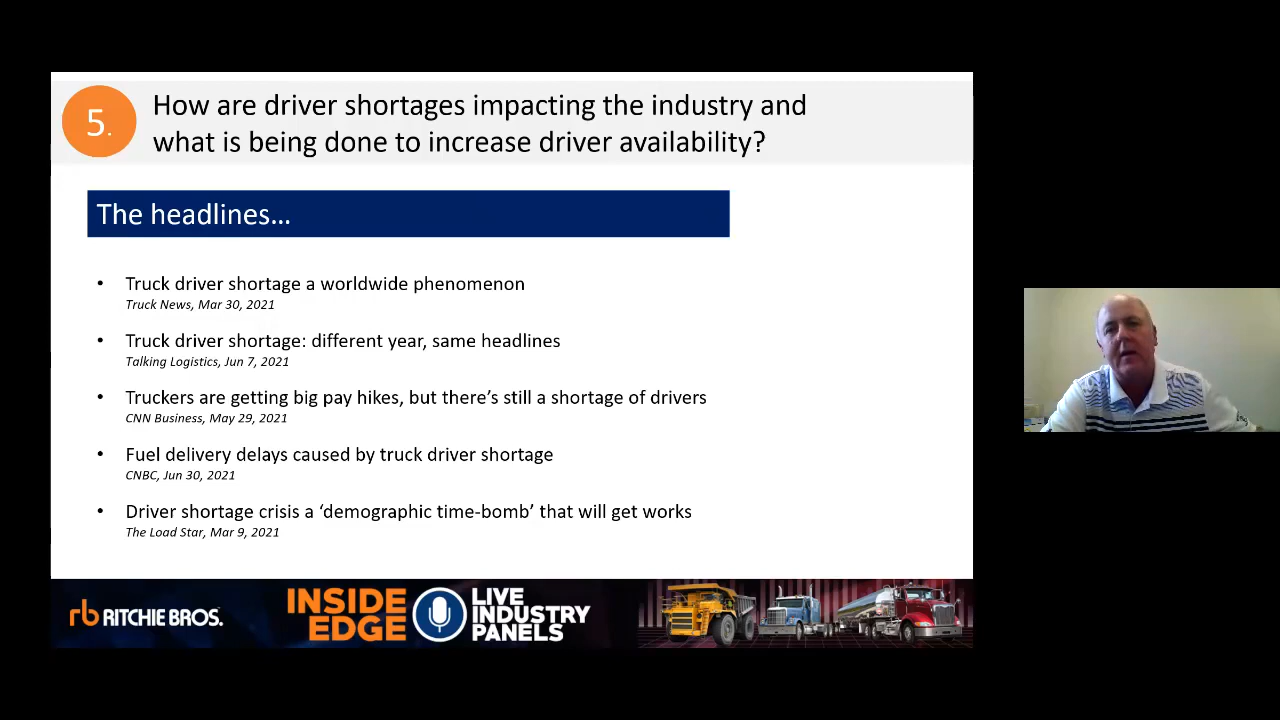 5.
How are driver shortages impacting the industry and
what is being done to increase driver availability?
The headlines…
• Truck driver shortage a worldwide phenomenon
Truck News, Mar 30, 2021
• Truck driver shortage: different year, same headlines
Talking Logistics, Jun 7, 2021
• Truckers are getting big pay hikes, but there’s still a shortage of drivers
CNN Business, May 29, 2021
• Fuel delivery delays caused by truck driver shortage
CNBC, Jun 30, 2021
• Driver shortage crisis a ‘demographic time-bomb’ that will get works
The Load Star, Mar 9, 2021
rb RITCHIE BROS.
INSIDE
EDGE
LIVE
INDUSTRY
PANELS